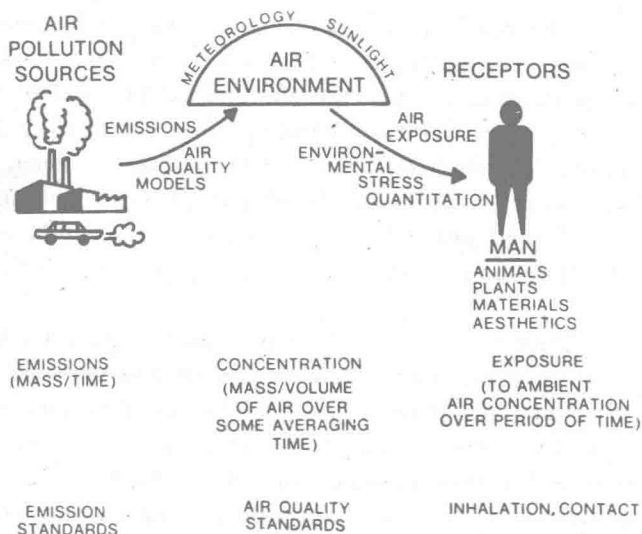 AIR
POLLUTION
SOURCES
METEOROLOGY SUNLIGHT
AIR
ENVIRONMENT
RECEPTORS
EMISSIONS
AIR
QUALITY
MODELS
AIR
EXPOSURE
ENVIRON-
MENTAL
STRESS
QUANTITATION
MAN
ANIMALS
PLANTS
MATERIALS
AESTHETICS
EMISSIONS
(MASS/TIME)
CONCENTRATION
(MASS/VOLUME
OF AIR OVER
SOME AVERAGING
TIME)
EXPOSURE
(TO AMBIENT
AIR CONCENTRATION
OVER PERIOD OF TIME)
EMISSION
STANDARDS
AIR QUALITY
STANDARDS
INHALATION, CONTACT